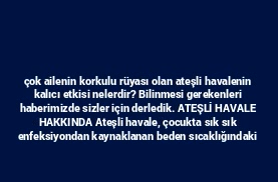 çok ailenin korkulu rüyası olan ateşli havalenin
kalıcı etkisi nelerdir? Bilinmesi gerekenleri
haberimizde sizler için derledik. ATEŞLİ HAVALE
HAKKINDA Ateşli havale, çocukta sık sık
enfeksiyondan kaynaklanan beden sıcaklığındaki